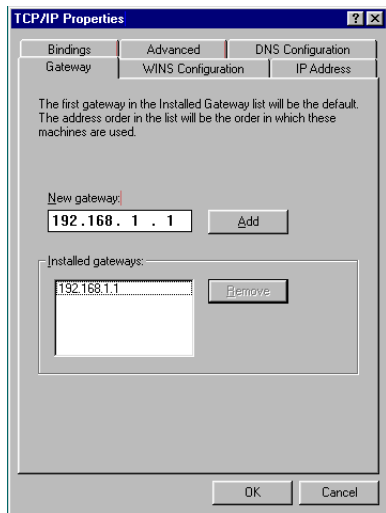 TCP/IP Properties
? ×
Bindings Advanced DNS Configuration
Gateway WINS Configuration IP Address
The first gateway in the Installed Gateway list will be the default.
The address order in the list will be the order in which these
machines are used.
New gateway:
192.168. 1 . 1 Add
Installed gateways:
192.168.1.1 Remove
OK Cancel